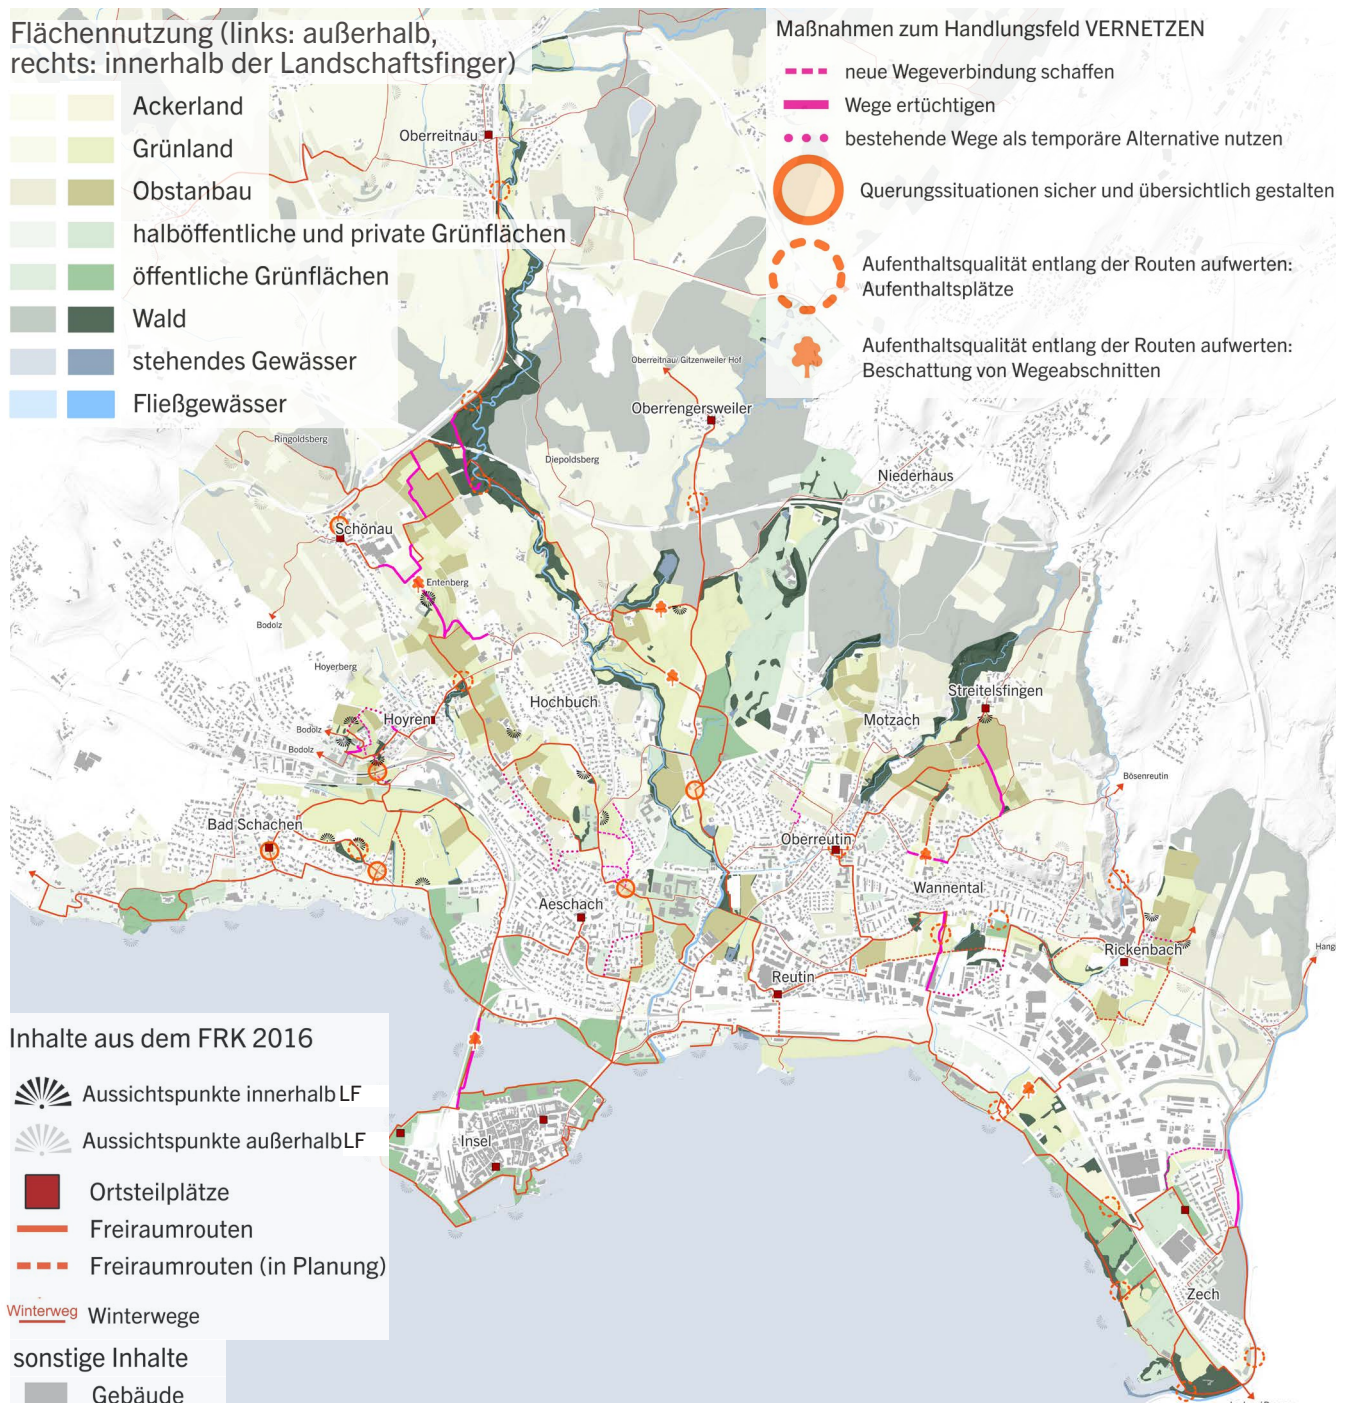 Flächennutzung (links: außerhalb,
rechts: innerhalb der Landschaftsfinger)
Ackerland
Grünland
Obstanbau
halböffentliche und private Grünflächen
öffentliche Grünflächen
Wald
stehendes Gewässer
Fließgewässer
Maßnahmen zum Handlungsfeld VERNETZEN
neue Wegeverbindung schaffen
Wege ertüchtigen
bestehende Wege als temporäre Alternative nutzen
Querungssituationen sicher und übersichtlich gestalten
Aufenthaltsqualität entlang der Routen aufwerten:
Aufenthaltsplätze
Aufenthaltsqualität entlang der Routen aufwerten:
Beschattung von Wegeabschnitten
Oberreitnau
Oberreitnau/ Gitzenweiler Hof
Oberrengersweiler
Ringoldsberg
Diepoldsberg
Niederhaus
Schönau
Entenberg
Bodolz
Hoyerberg
Hochbuch
Streitelsfingen
Motzach
Hoyren
Bodolz
Bodolz
Bösenreutin
Bad Schachen
Oberreutin
Wannental
Aeschach
Rickenbach
Hang
Reutin
Insel
Zech
Inhalte aus dem FRK 2016
Aussichtspunkte innerhalb LF
Aussichtspunkte außerhalb LF
Ortsteilplätze
Freiraumrouten
Freiraumrouten (in Planung)
Winterweg
Winterwege
sonstige Inhalte
Gebäude